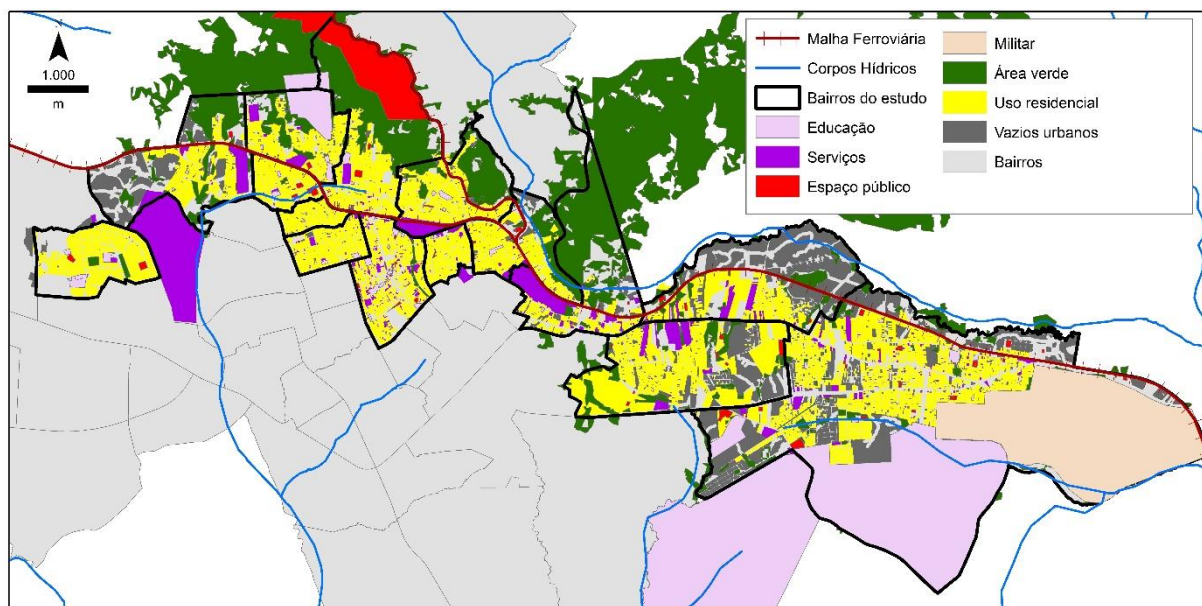 1.000
m
Malha Ferroviária
Corpos Hídricos
Bairros do estudo
Educação
Serviços
Espaço público
Militar
Área verde
Uso residencial
Vazios urbanos
Bairros